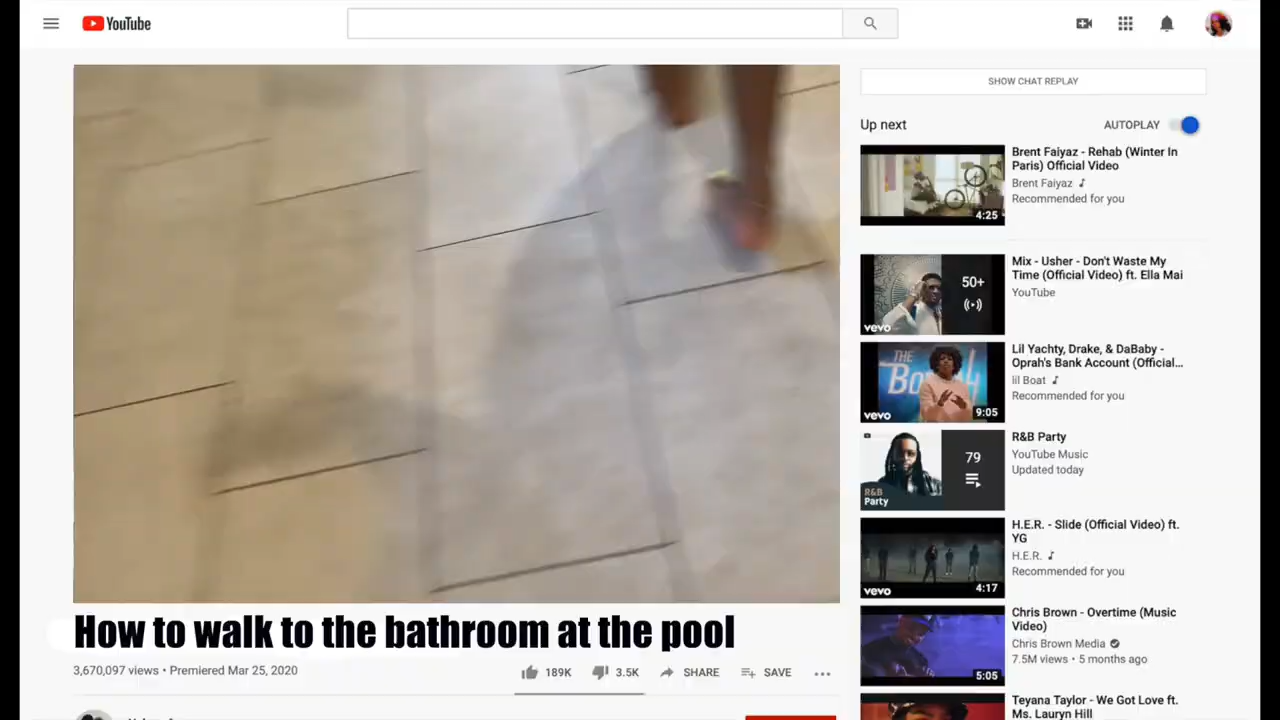 YouTube
SHOW CHAT REPLAY
Up next
AUTOPLAY
Brent Faiyaz - Rehab (Winter In
Paris) Official Video
Brent Faiyaz
Recommended for you
4:25
Mix - Usher - Don't Waste My
Time (Official Video) ft. Ella Mai
YouTube
50+
vevo
Lil Yachty, Drake, & DaBaby -
Oprah's Bank Account (Official...
lil Boat
Recommended for you
THE
vevo
9:05
R&B Party
YouTube Music
Updated today
79
R&B
Party
H.E.R. - Slide (Official Video) ft.
YG
H.E.R.
Recommended for you
vevo
4:17
Chris Brown - Overtime (Music
Video)
Chris Brown Media
7.5M views • 5 months ago
5:05
Teyana Taylor - We Got Love ft.
Ms. Lauryn Hill
How to walk to the bathroom at the pool
3,670,097 views • Premiered Mar 25, 2020
189K
3.5K
SHARE
SAVE